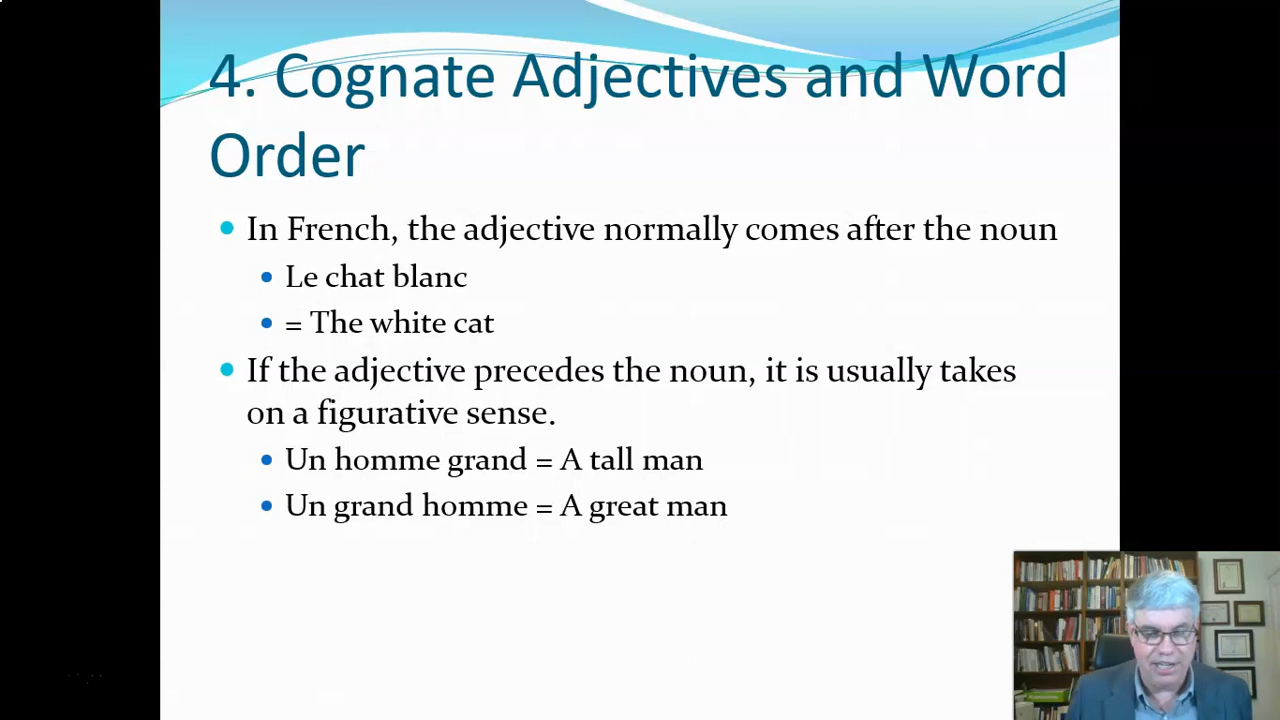 4. Cognate Adjectives and Word
Order
• In French, the adjective normally comes after the noun
• Le chat blanc
• = The white cat
• If the adjective precedes the noun, it is usually takes
on a figurative sense.
• Un homme grand = A tall man
• Un grand homme = A great man